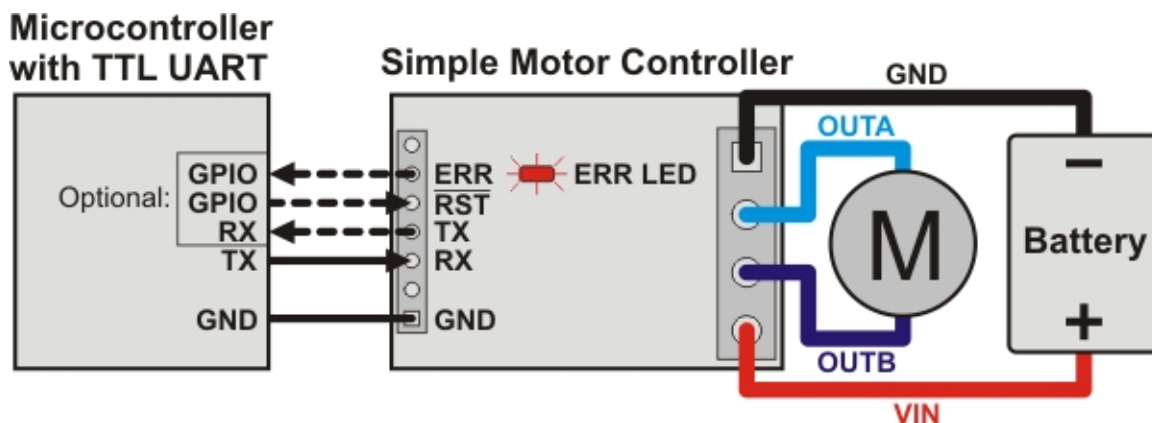 Microcontroller
with TTL UART
Simple Motor Controller
GND
OUTA
GPIO
ERR
ERR LED
Optional:
GPIO
RST
RX
TX
TX
RX
GND
GND
M
−
Battery
+
OUTB
VIN